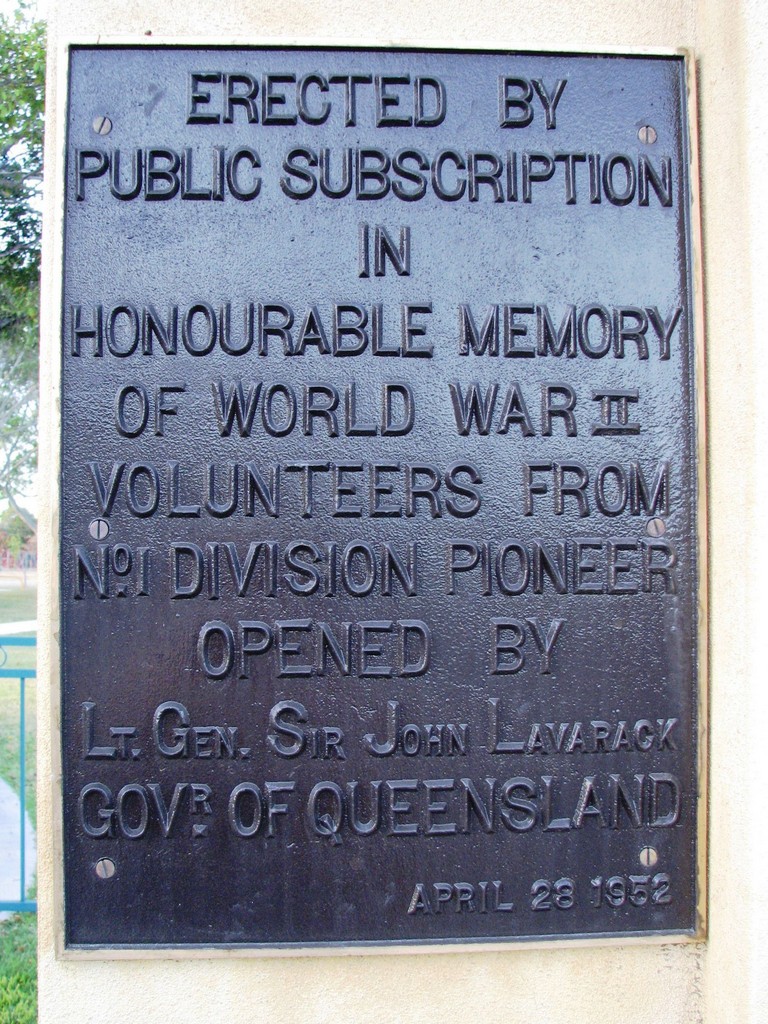 ERECTED BY
PUBLIC SUBSCRIPTION
IN
HONOURABLE MEMORY
OF WORLD WAR II
VOLUNTEERS FROM
No.1 DIVISION PIONEER
OPENED BY
LT. GEN. SIR JOHN LAVARACK
GOVR. OF QUEENSLAND
APRIL 28 1952